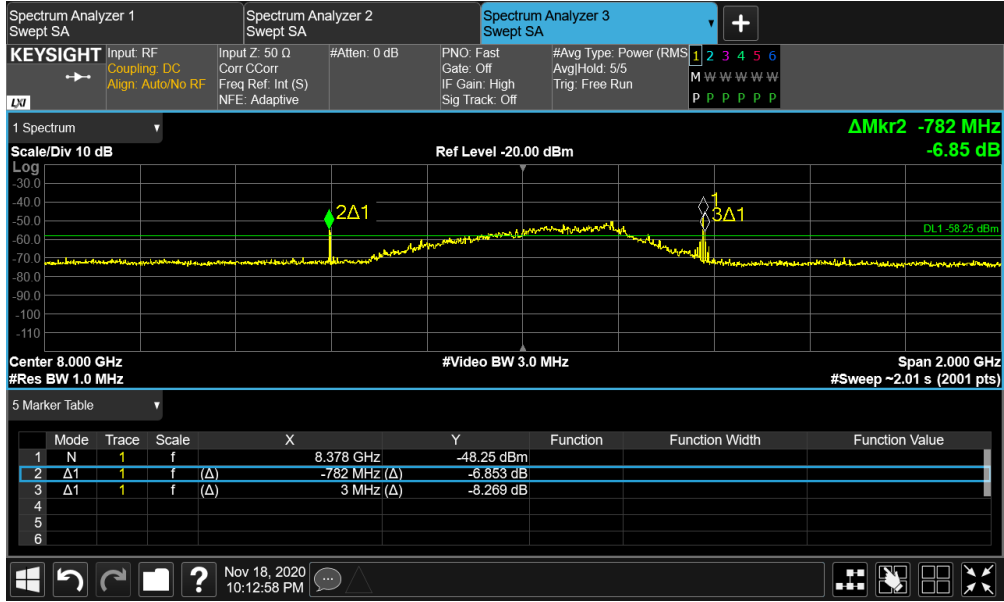 Spectrum Analyzer 1
Swept SA
Spectrum Analyzer 2
Swept SA
Spectrum Analyzer 3
Swept SA
KEYSIGHT
LXI
Input: RF
Coupling: DC
Align: Auto/No RF
Input Z: 50 Ω
Corr CCorr
Freq Ref: Int (S)
NFE: Adaptive
#Atten: 0 dB
PNO: Fast
Gate: Off
IF Gain: High
Sig Track: Off
#Avg Type: Power (RMS
Avg|Hold: 5/5
Trig: Free Run
1 2 3 4 5 6
M W W W W W
P P P P P P
1 Spectrum
ΔMkr2 -782 MHz
-6.85 dB
Scale/Div 10 dB
Ref Level -20.00 dBm
Log
-30.0
-40.0
-50.0
-60.0
-70.0
-80.0
-90.0
-100
-110
2Δ1
1
3Δ1
DL1 -58.25 dBm
Center 8.000 GHz
#Video BW 3.0 MHz
Span 2.000 GHz
#Res BW 1.0 MHz
#Sweep ~2.01 s (2001 pts)
5 Marker Table
Mode Trace Scale X Y Function Function Width Function Value
1 N 1 f 8.378 GHz -48.25 dBm
2 Δ1 1 f (Δ) -782 MHz (Δ) -6.853 dB
3 Δ1 1 f (Δ) 3 MHz (Δ) -8.269 dB
4
5
6
?
Nov 18, 2020
10:12:58 PM